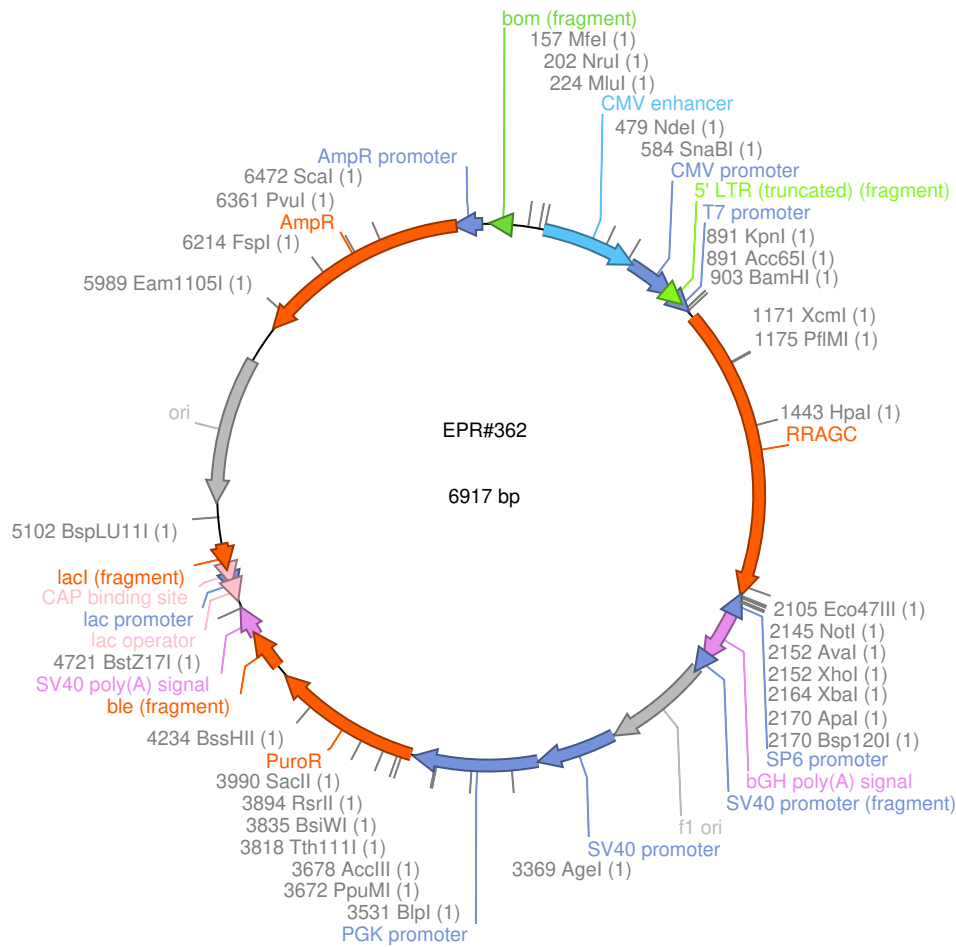 bom (fragment)
157 MfeI (1)
202 NruI (1)
224 MluI (1)
CMV enhancer
479 NdeI (1)
584 SnaBI (1)
CMV promoter
5' LTR (truncated) (fragment)
T7 promoter
891 KpnI (1)
891 Acc65I (1)
903 BamHI (1)
1171 XcmI (1)
1175 PflMI (1)
1443 HpaI (1)
RRAGC
2105 Eco47III (1)
2145 NotI (1)
2152 AvaI (1)
2152 XhoI (1)
2164 XbaI (1)
2170 ApaI (1)
2170 Bsp120I (1)
SP6 promoter
bGH poly(A) signal
SV40 promoter (fragment)
f1 ori
SV40 promoter
3369 AgeI (1)
PGK promoter
3531 BlpI (1)
3672 PpuMI (1)
3678 AccIII (1)
3818 Tth111I (1)
3835 BsiWI (1)
3894 RsrII (1)
3990 SacII (1)
PuroR
4234 BssHII (1)
ble (fragment)
SV40 poly(A) signal
4721 BstZ17I (1)
lac operator
lac promoter
CAP binding site
lacI (fragment)
5102 BspLU11I (1)
ori
5989 Eam1105I (1)
6214 FspI (1)
AmpR
6361 PvuI (1)
6472 ScaI (1)
AmpR promoter
EPR#362
6917 bp